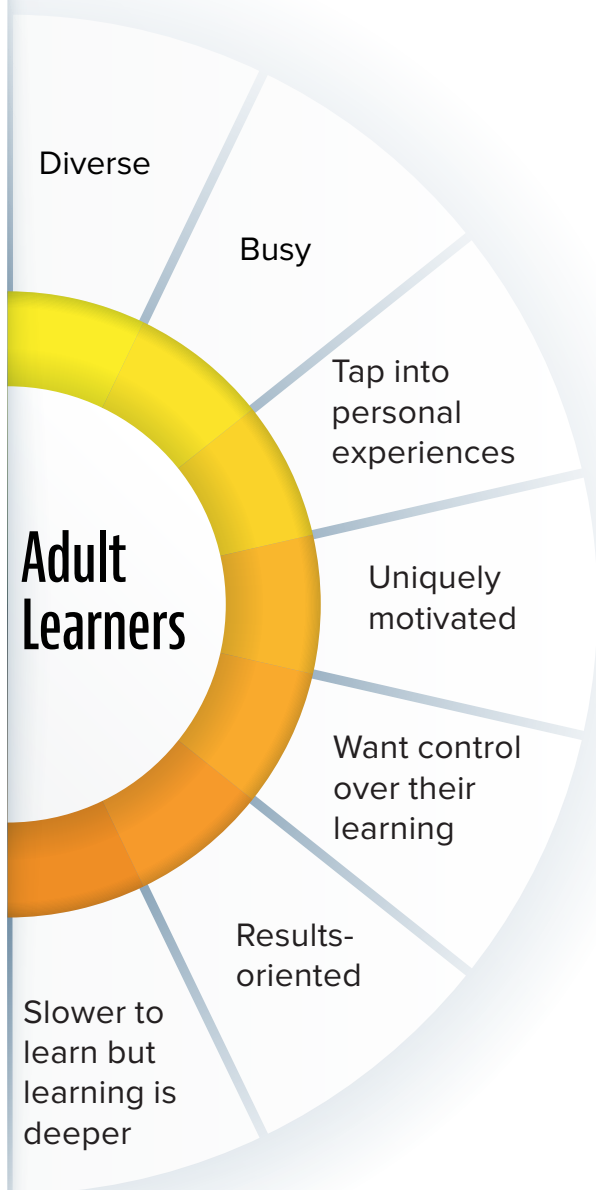 Diverse
Busy
Tap into
personal
experiences
Adult
Learners
Uniquely
motivated
Want control
over their
learning
Results-
oriented
Slower to
learn but
learning is
deeper